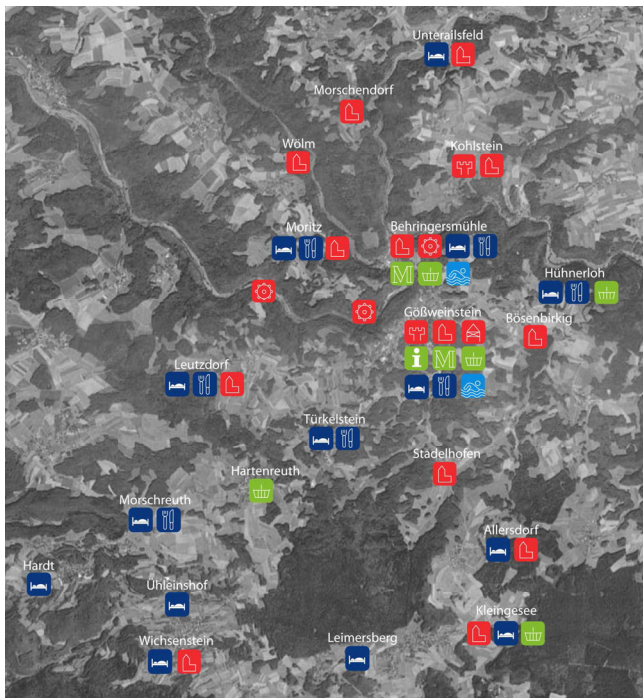 Unterailsfeld
Morschendorf
Wölm
Kohlstein
Moritz
Behringersmühle
M
Hühnerloh
Gößweinstein
Bösenbirkig
i M
Leutzdorf
Türkelstein
Stadelhofen
Hartenreuth
Morschreuth
Allersdorf
Hardt
Ühleinshof
Kleingesee
Wichsenstein
Leimersberg